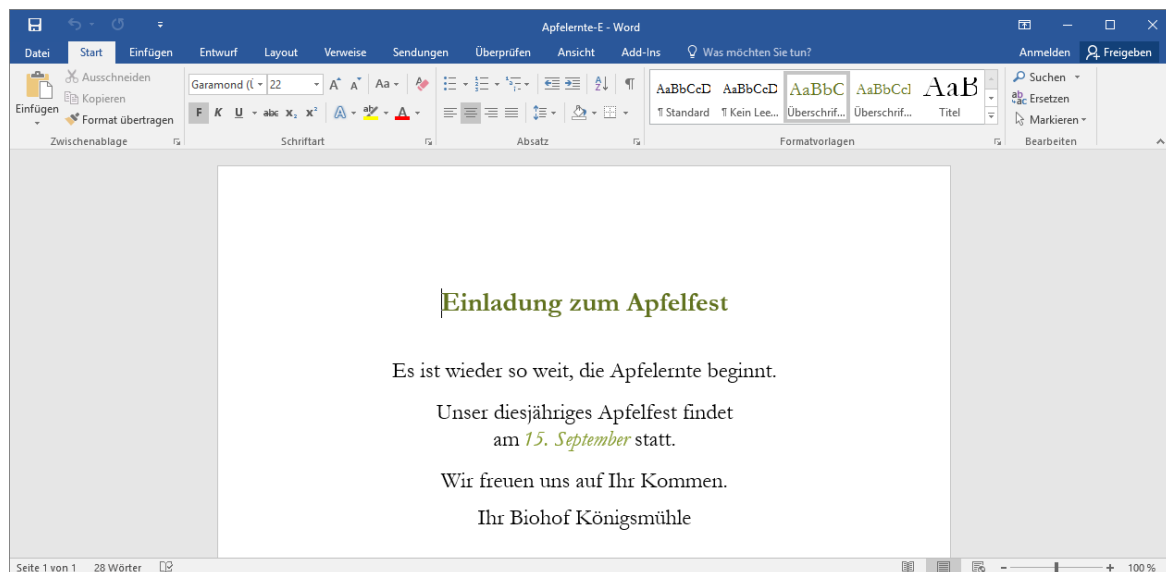 Apfelernte-E - Word
Datei Start Einfügen Entwurf Layout Verweise Sendungen Überprüfen Ansicht Add-Ins Was möchten Sie tun? Anmelden Freigeben
Einfügen
Ausschneiden
Kopieren
Format übertragen
Zwischenablage
Garamond (Ü 22 A A Aa
F K U abc X₂ X² A aby A
Schriftart
Absatz
AaBbCcD AaBbCcD AaBbC AaBbCcI AaB
¶ Standard ¶ Kein Lee... Überschrif... Überschrif... Titel
Formatvorlagen
Suchen
Ersetzen
Markieren
Bearbeiten
Einladung zum Apfelfest
Es ist wieder so weit, die Apfelernte beginnt.
Unser diesjähriges Apfelfest findet
am 15. September statt.
Wir freuen uns auf Ihr Kommen.
Ihr Biohof Königsmühle
Seite 1 von 1 28 Wörter 100 %